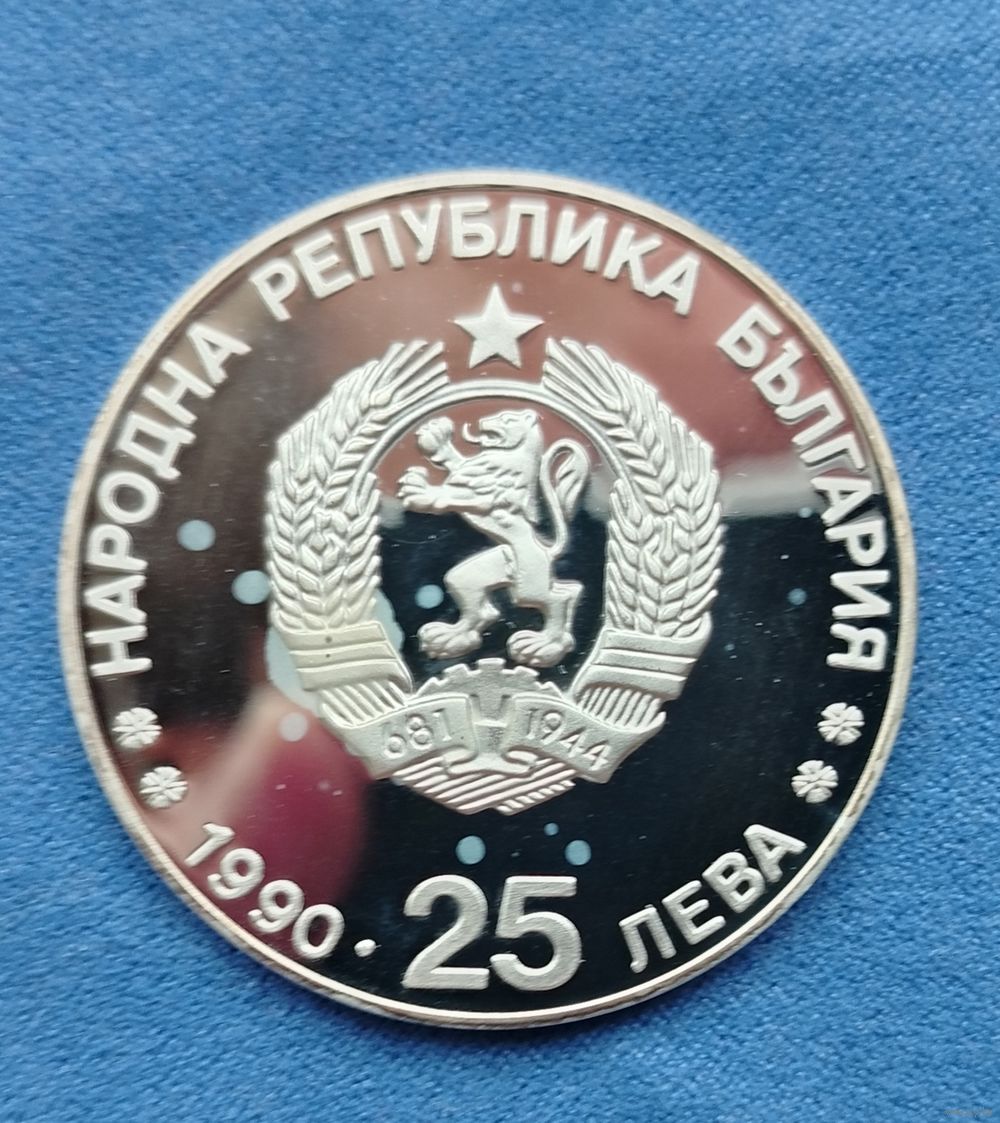 НАРОДНА РЕПУБЛИКА БЪЛГАРИЯ
681 1944
1990 · 25 ЛЕВА